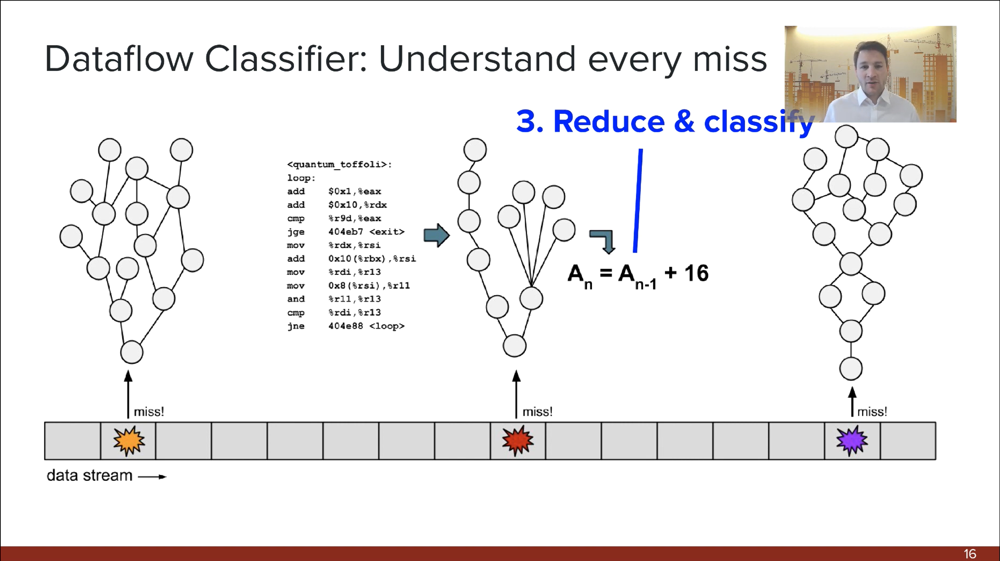 Dataflow Classifier: Understand every miss
3. Reduce & classify
<quantum_toffoli>:
loop:
add $0x1,%eax
add $0x10,%rdx
cmp %r9d,%eax
jge 404eb7 <exit>
mov %rdx,%rsi
add 0x10(%rbx),%rsi
mov %rdi,%r13
mov 0x8(%rsi),%r11
and %r11,%r13
cmp %rdi,%r13
jne 404e88 <loop>
An = An-1 + 16
miss!
miss!
miss!
data stream
16